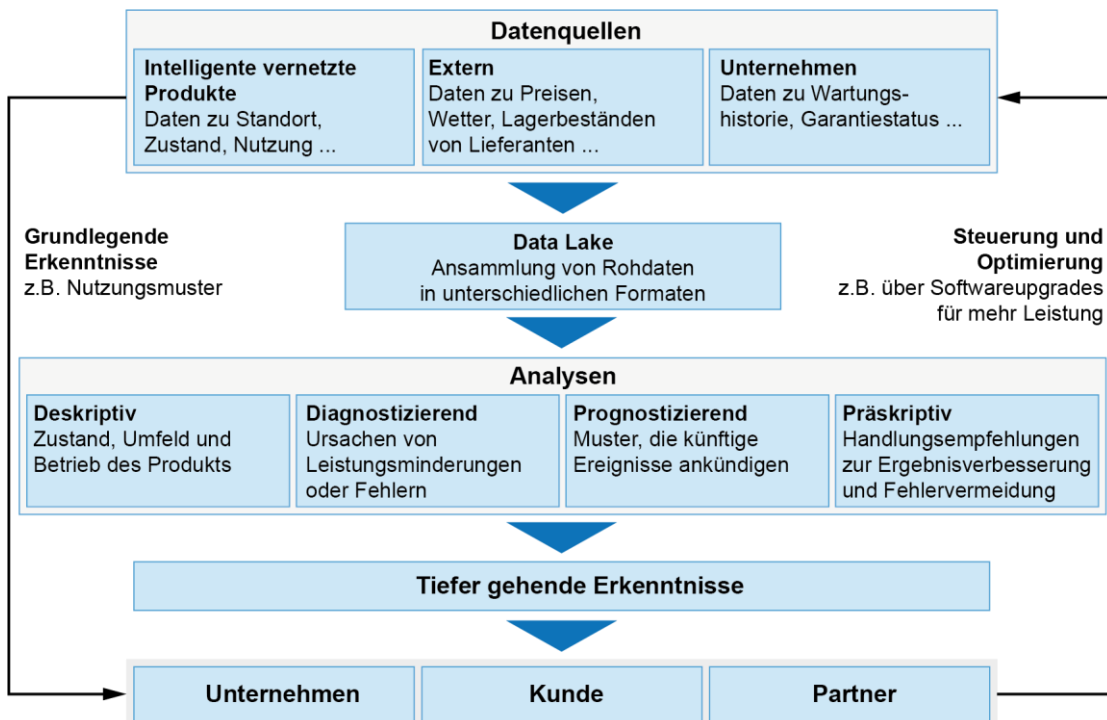 Datenquellen
Intelligente vernetzte
Produkte
Daten zu Standort,
Zustand, Nutzung ...
Extern
Daten zu Preisen,
Wetter, Lagerbeständen
von Lieferanten ...
Unternehmen
Daten zu Wartungs-
historie, Garantiestatus ...
Grundlegende
Erkenntnisse
z.B. Nutzungsmuster
Data Lake
Ansammlung von Rohdaten
in unterschiedlichen Formaten
Steuerung und
Optimierung
z.B. über Softwareupgrades
für mehr Leistung
Analysen
Deskriptiv
Zustand, Umfeld und
Betrieb des Produkts
Diagnostizierend
Ursachen von
Leistungsminderungen
oder Fehlern
Prognostizierend
Muster, die künftige
Ereignisse ankündigen
Präskriptiv
Handlungsempfehlungen
zur Ergebnisverbesserung
und Fehlervermeidung
Tiefer gehende Erkenntnisse
Unternehmen
Kunde
Partner